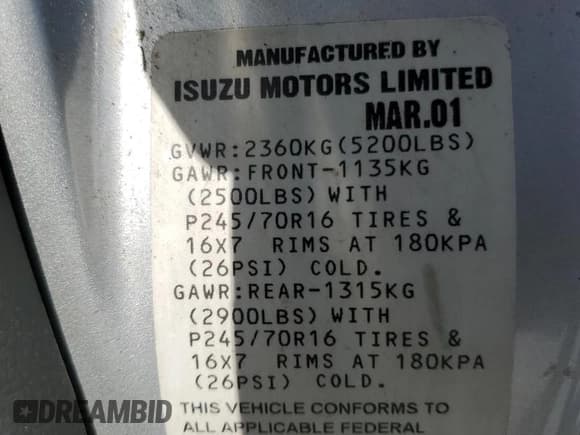 MANUFACTURED BY
ISUZU MOTORS LIMITED
MAR.01
GVWR:2360KG(5200LBS)
GAWR:FRONT-1135KG
(2500LBS)WITH
P245/70R16 TIRES &
16X7 RIMS AT 180KPA
(26PSI) COLD.
GAWR:REAR-1315KG
(2900LBS)WITH
P245/70R16 TIRES &
16X7 RIMS AT 180KPA
(26PSI) COLD.
THIS VEHICLE CONFORMS TO
ALL APPLICABLE FEDERAL
DREAMBID